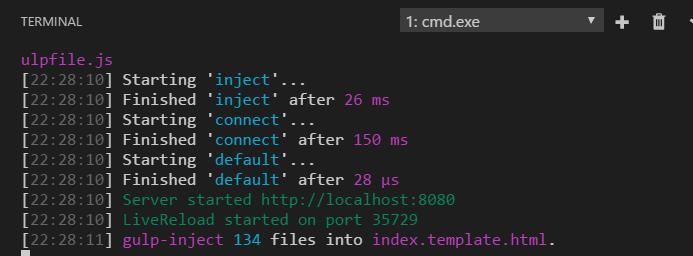 TERMINAL
1: cmd.exe
ulpfile.js
[22:28:10] Starting 'inject'...
[22:28:10] Finished 'inject' after 26 ms
[22:28:10] Starting 'connect'...
[22:28:10] Finished 'connect' after 150 ms
[22:28:10] Starting 'default'...
[22:28:10] Finished 'default' after 28 μs
[22:28:10] Server started http://localhost:8080
[22:28:10] LiveReload started on port 35729
[22:28:11] gulp-inject 134 files into index.template.html.